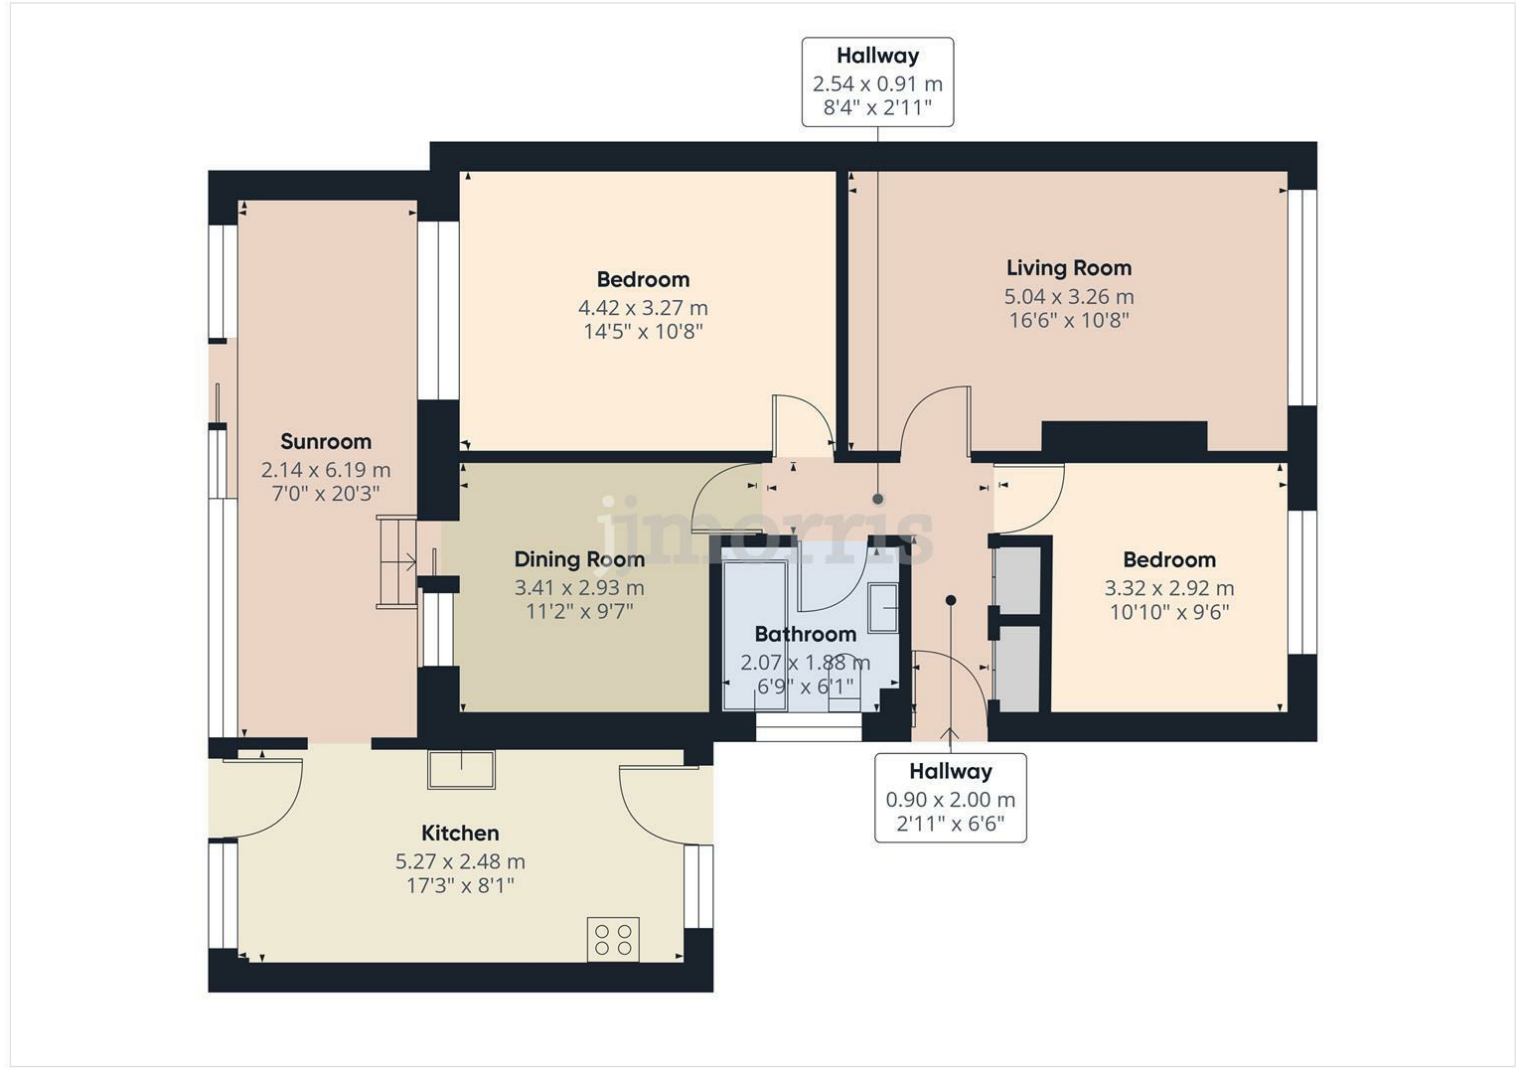 Hallway
2.54 x 0.91 m
8'4" x 2'11"
Bedroom
4.42 x 3.27 m
14'5" x 10'8"
Living Room
5.04 x 3.26 m
16'6" x 10'8"
Sunroom
2.14 x 6.19 m
7'0" x 20'3"
jjmorris
Dining Room
3.41 x 2.93 m
11'2" x 9'7"
Bedroom
3.32 x 2.92 m
10'10" x 9'6"
Bathroom
2.07 x 1.88 m
6'9" x 6'1"
Hallway
0.90 x 2.00 m
2'11" x 6'6"
Kitchen
5.27 x 2.48 m
17'3" x 8'1"